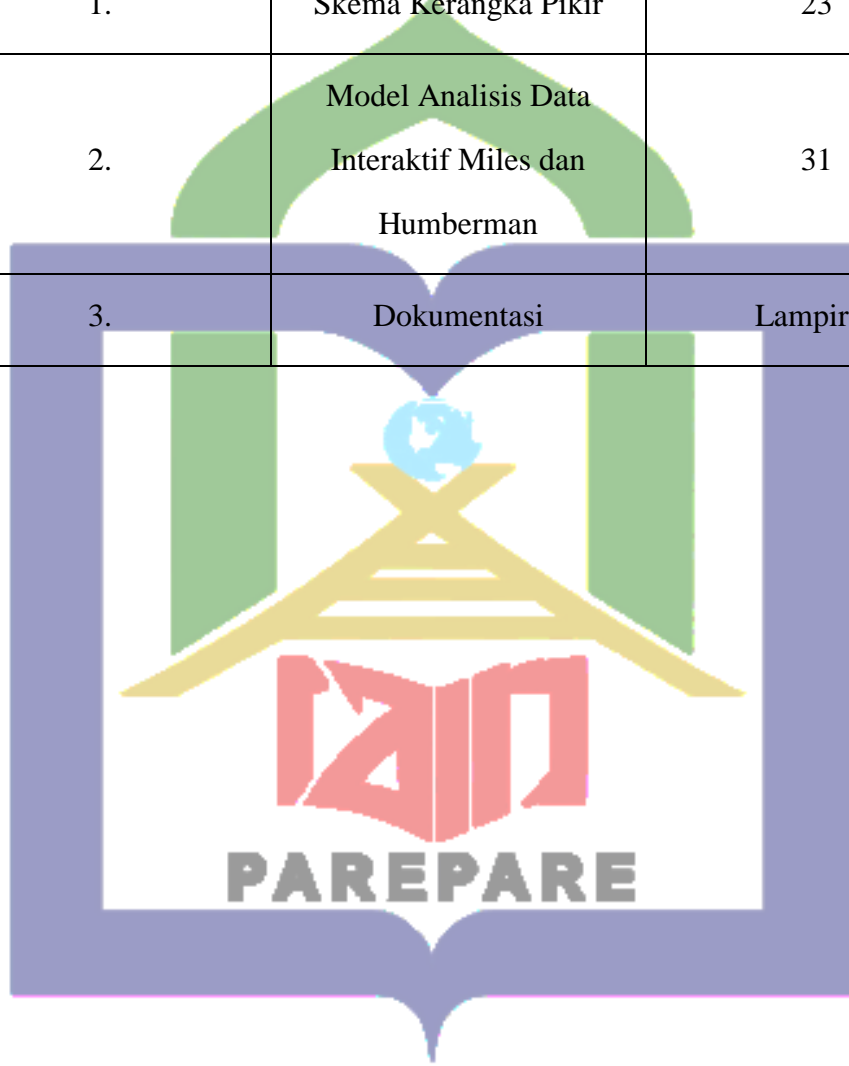 1. Skema Kerangka Pikir 23
Model Analisis Data
2. Interaktif Miles dan 31
Humberman
3. Dokumentasi Lampir
PAREPARE